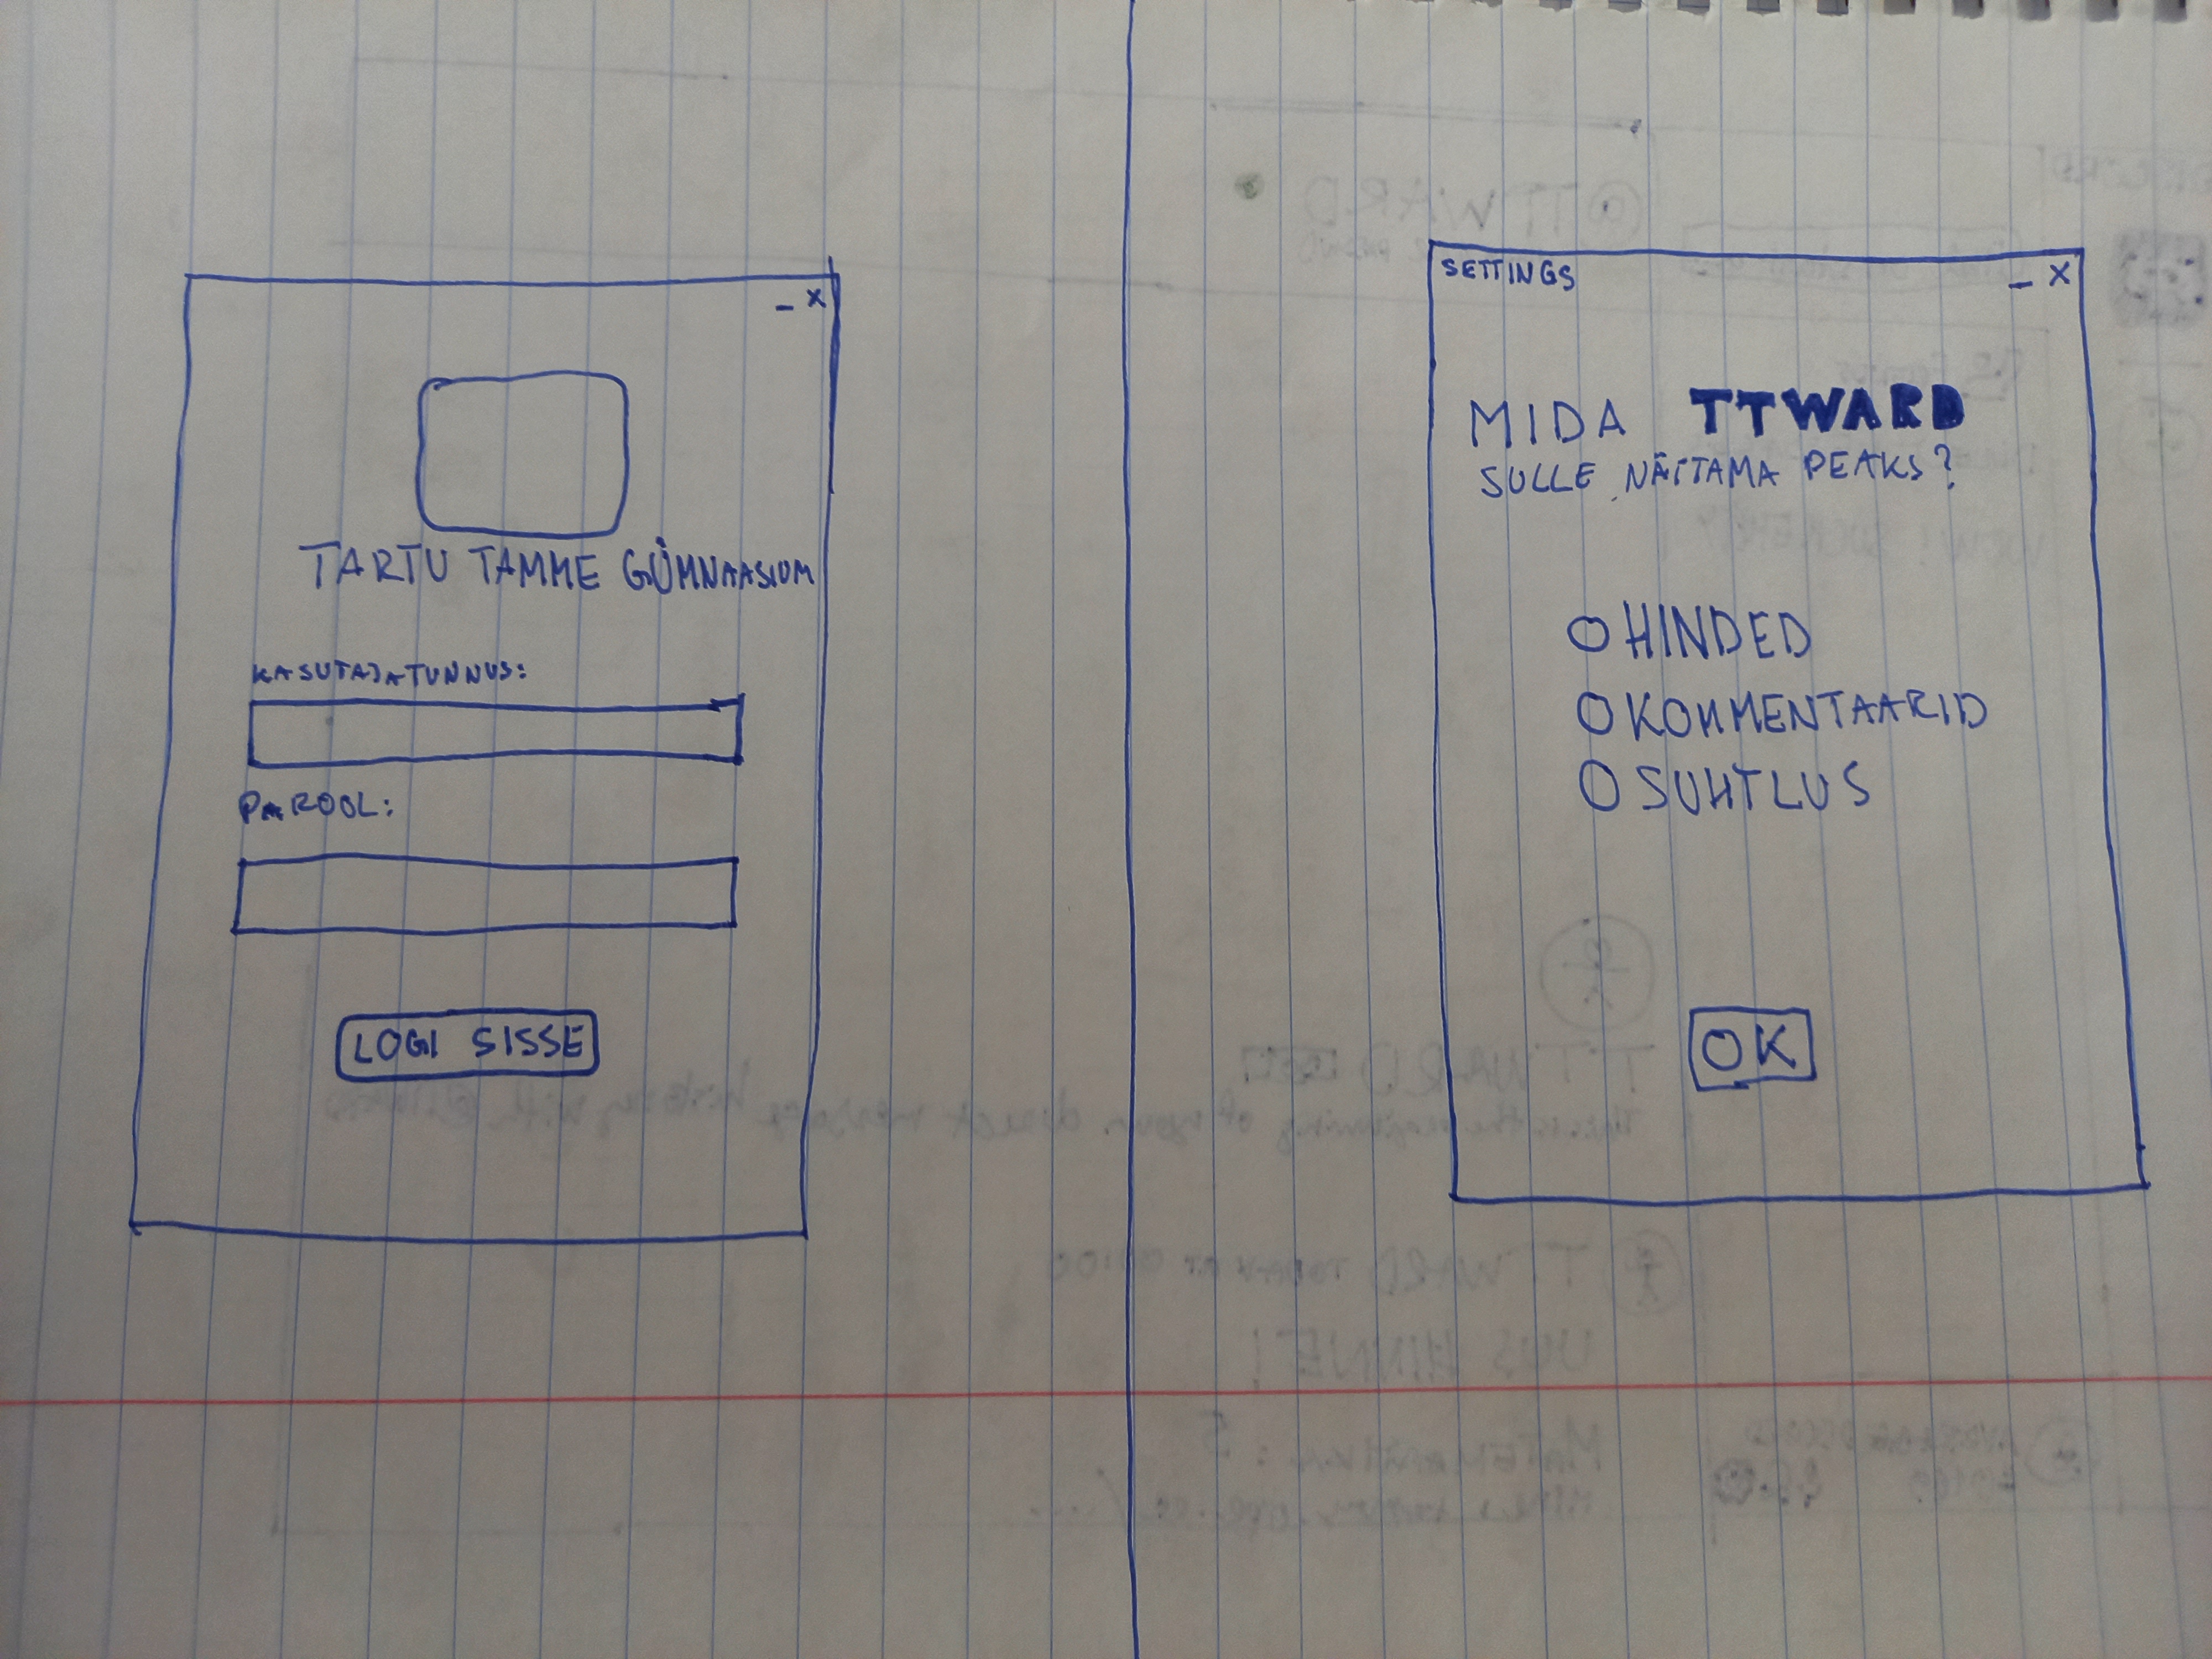 - X
TARTU TAMME GÜMNAASIUM
KASUTAJATUNNUS:
PAROOL:
LOGI SISSE
SETTINGS
- X
MIDA TTWARD
SULLE NÄITAMA PEAKS?
O HINDED
O KOMMENTAARID
O SUHTLUS
OK